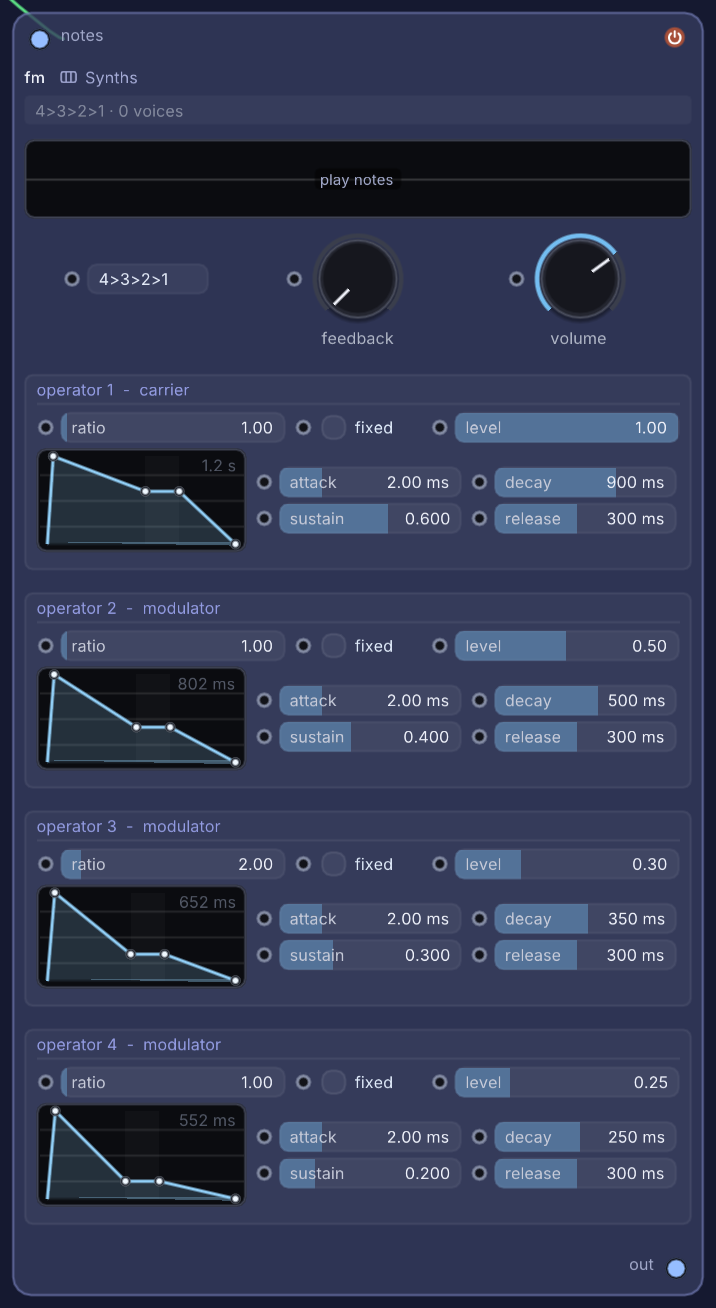 notes
fm Synths
4>3>2>1 · 0 voices
play notes
4>3>2>1
feedback volume
operator 1 - carrier
ratio 1.00 fixed level 1.00
1.2 s
attack 2.00 ms decay 900 ms
sustain 0.600 release 300 ms
operator 2 - modulator
ratio 1.00 fixed level 0.50
802 ms
attack 2.00 ms decay 500 ms
sustain 0.400 release 300 ms
operator 3 - modulator
ratio 2.00 fixed level 0.30
652 ms
attack 2.00 ms decay 350 ms
sustain 0.300 release 300 ms
operator 4 - modulator
ratio 1.00 fixed level 0.25
552 ms
attack 2.00 ms decay 250 ms
sustain 0.200 release 300 ms
out